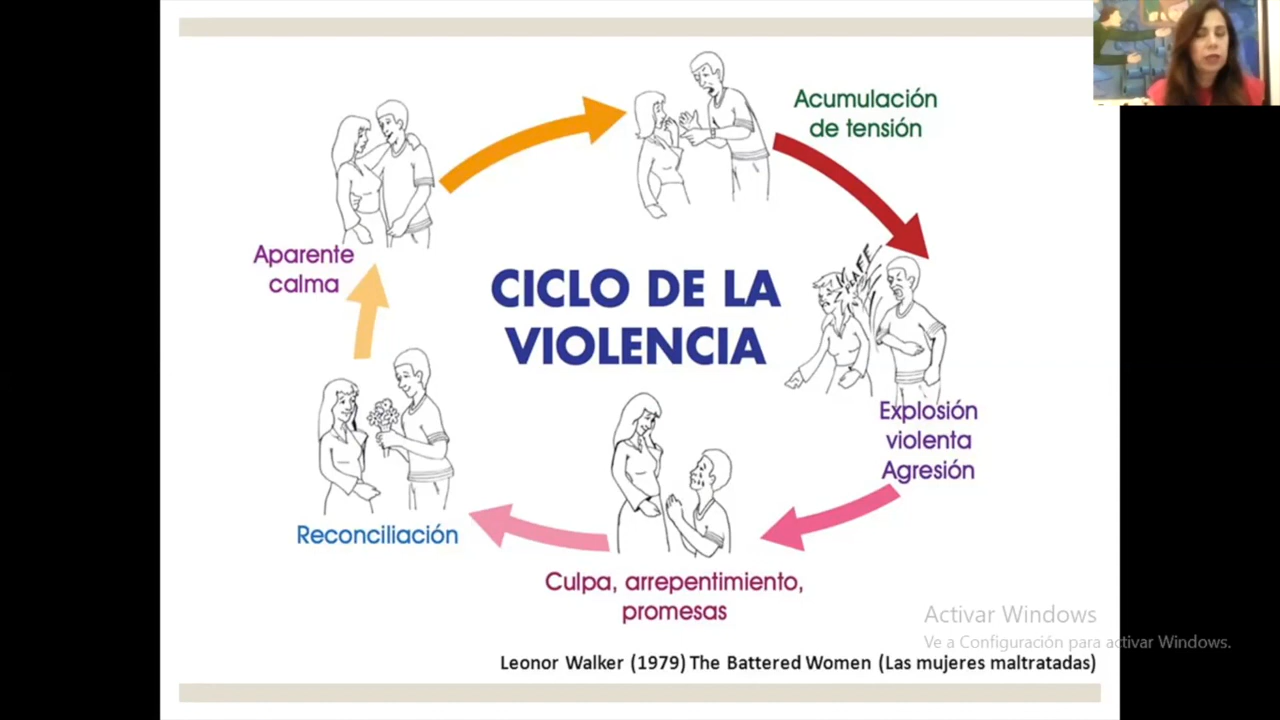 Acumulación
de tensión
Aparente
calma
CICLO DE LA
VIOLENCIA
ZLAFF
Explosión
violenta
Agresión
Reconciliación
Culpa, arrepentimiento,
promesas
Activar Windows
Ve a Configuración para activar Windows.
Leonor Walker (1979) The Battered Women (Las mujeres maltratadas)